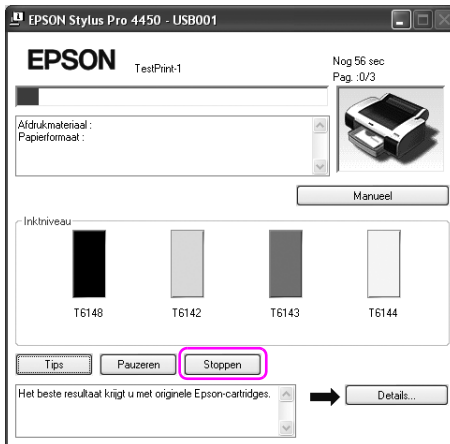 EPSON Stylus Pro 4450 - USB001
EPSON
TestPrint-1
Nog 56 sec
Pag. :0/3
Afdrukmateriaal :
Papierformaat :
Manueel
Inktniveau
T6148 T6142 T6143 T6144
Tips Pauzeren Stoppen
Het beste resultaat krijgt u met originele Epson-cartridges.
Details...